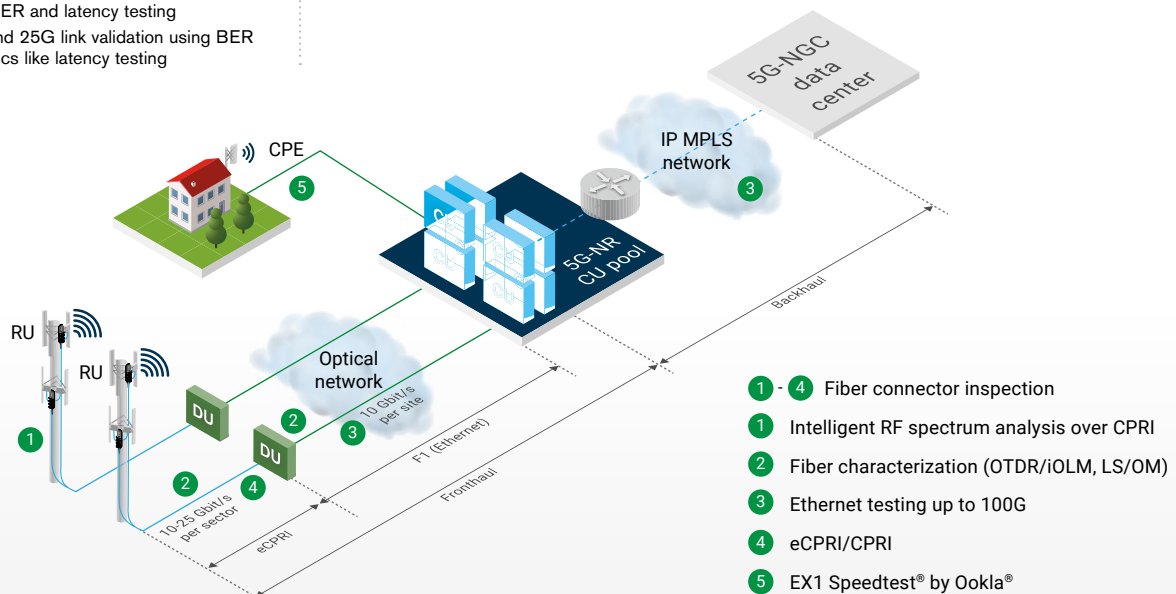 ER and latency testing
nd 25G link validation using BER
cs like latency testing
5G-NGC
data
center
IP MPLS
network
3
CPE
5
CU
CU
CU
CU
5G-NR
CU pool
Backhaul
RU
RU
Optical
network
DU
DU
1
2
3
10 Gbit/s
per site
F1 (Ethernet)
Fronthaul
2
4
10-25 Gbit/s
per sector
eCPRI
1 - 4 Fiber connector inspection
1 Intelligent RF spectrum analysis over CPRI
2 Fiber characterization (OTDR/iOLM, LS/OM)
3 Ethernet testing up to 100G
4 eCPRI/CPRI
5 EX1 Speedtest® by Ookla®